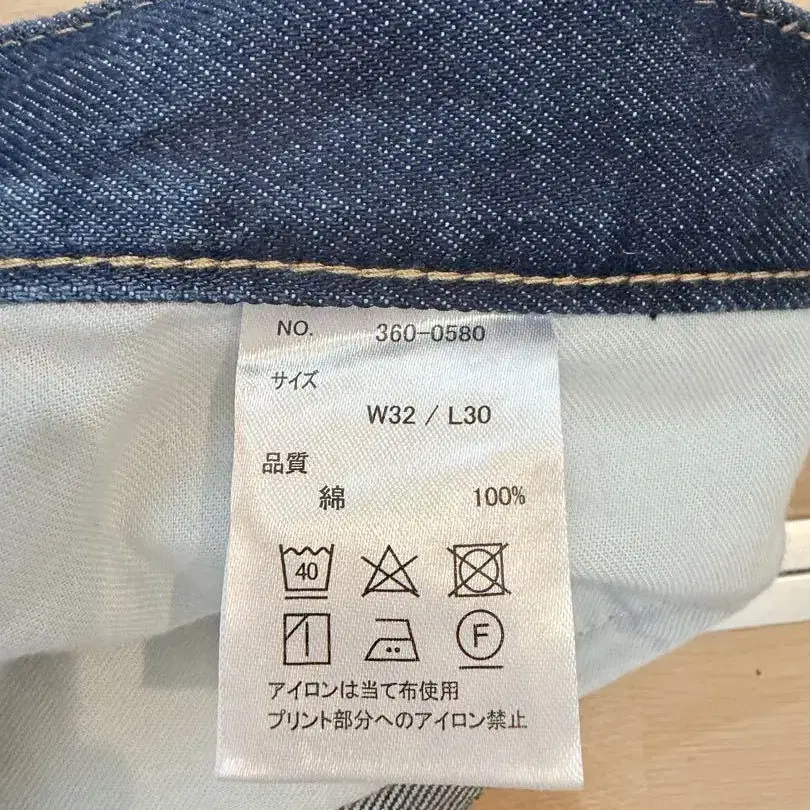 NO. 360-0580
サイズ
W32 / L30
品質
綿 100%
40
F
アイロンは当て布使用
プリント部分へのアイロン禁止